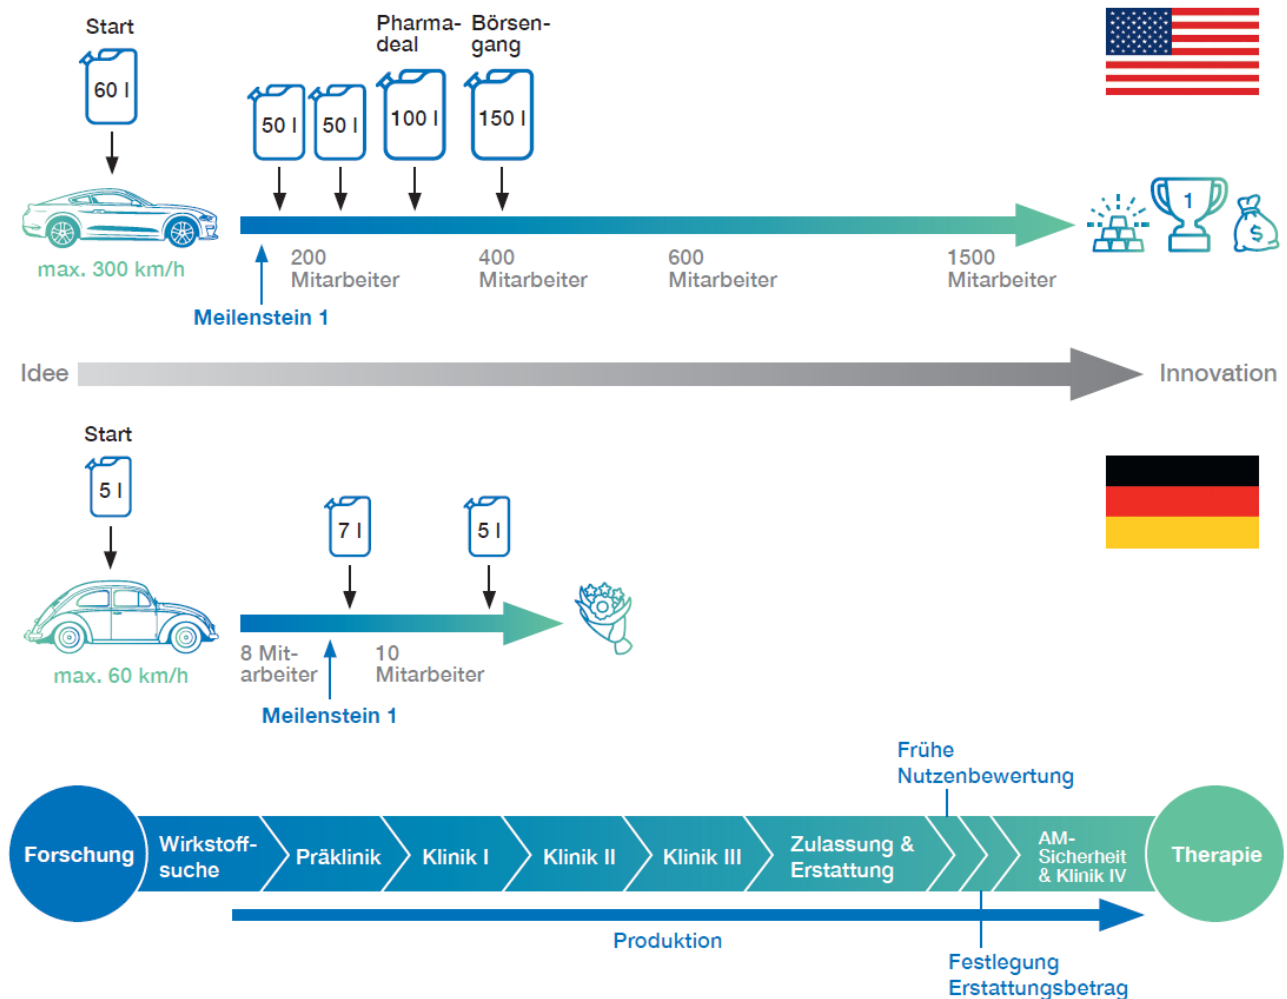 Start
Pharma-
deal
Börsen-
gang
60 l
50 l
50 l
100 l
150 l
1
$
max. 300 km/h
200
Mitarbeiter
400
Mitarbeiter
600
Mitarbeiter
1500
Mitarbeiter
Meilenstein 1
Idee
Innovation
Start
5 l
7 l
5 l
max. 60 km/h
8 Mit-
arbeiter
10
Mitarbeiter
Meilenstein 1
Frühe
Nutzenbewertung
Forschung
Wirkstoff-
suche
Präklinik
Klinik I
Klinik II
Klinik III
Zulassung &
Erstattung
AM-
Sicherheit
& Klinik IV
Therapie
Produktion
Festlegung
Erstattungsbetrag